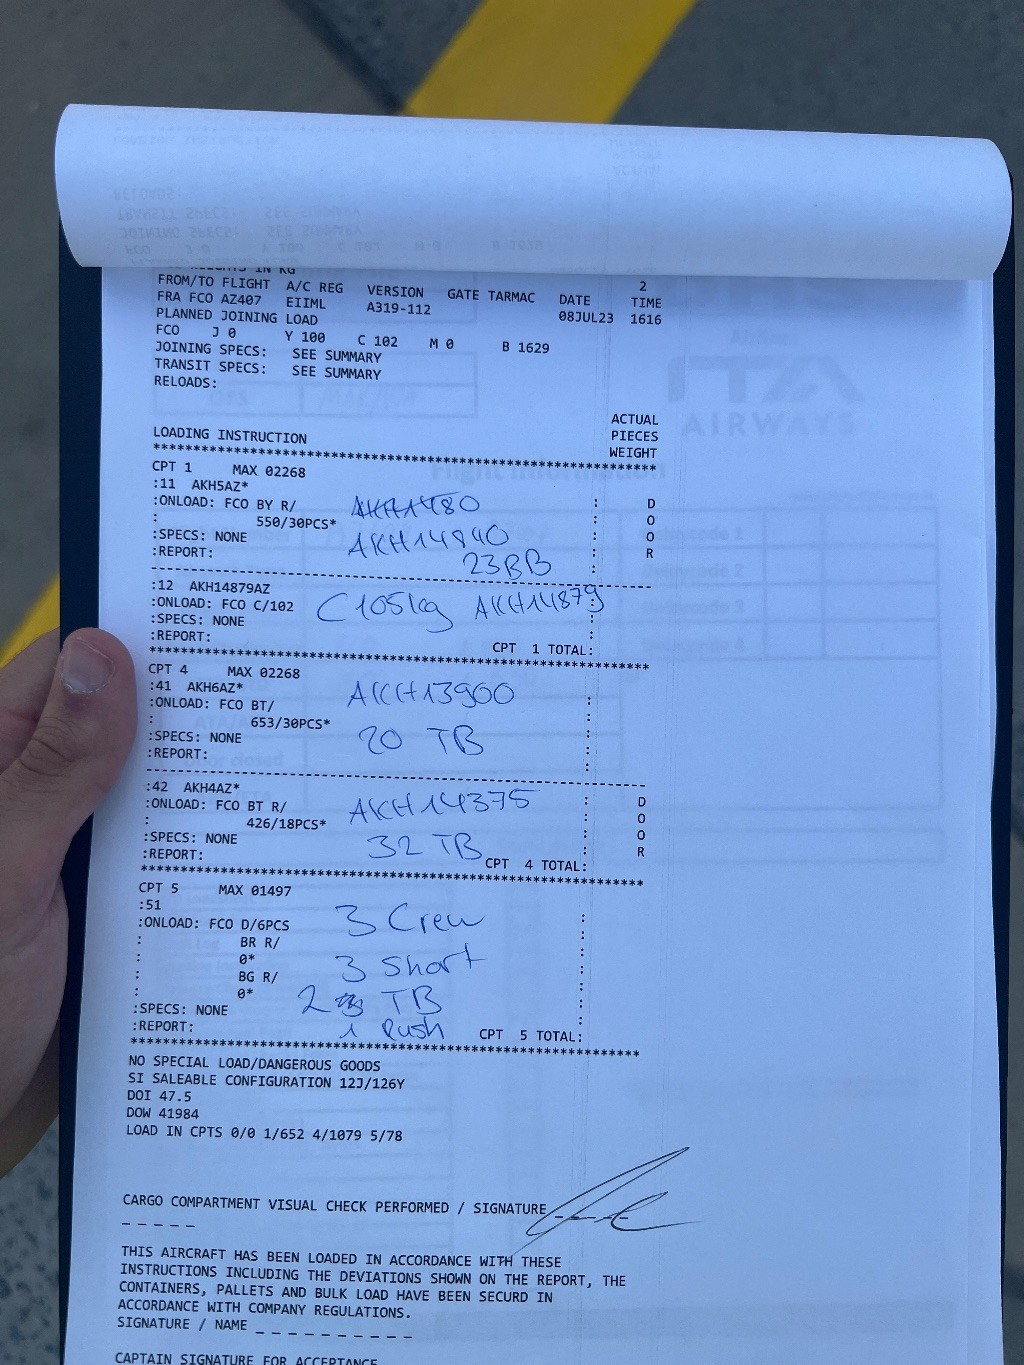 FROM/TO FLIGHT A/C REG VERSION GATE TARMAC DATE 2 TIME
FRA FCO AZ407 EIIML A319-112 08JUL23 1616
PLANNED JOINING LOAD
FCO J 0 Y 100 C 102 M 0 B 1629
JOINING SPECS: SEE SUMMARY
TRANSIT SPECS: SEE SUMMARY
RELOADS:
ACTUAL
PIECES
LOADING INSTRUCTION WEIGHT
*****************************************************************
CPT 1 MAX 02268
:11 AKH5AZ* : D
:ONLOAD: FCO BY R/ AKH1480 : O
: 550/30PCS* AKH14840 : O
:SPECS: NONE 23BB : R
:REPORT: :
-----------------------------------------------------------------
:12 AKH14879AZ
:ONLOAD: FCO C/102 C 105kg AKH14879
:SPECS: NONE
:REPORT:
CPT 1 TOTAL:
*****************************************************************
CPT 4 MAX 02268
:41 AKH6AZ* AKH13900 :
:ONLOAD: FCO BT/ :
: 653/30PCS* :
:SPECS: NONE 20 TB :
:REPORT: :
-----------------------------------------------------------------
:42 AKH4AZ* : D
:ONLOAD: FCO BT R/ AKH14375 : O
: 426/18PCS* : O
:SPECS: NONE 32 TB : R
:REPORT: CPT 4 TOTAL:
*****************************************************************
CPT 5 MAX 01497
:51 :
:ONLOAD: FCO D/6PCS 3 Crew :
: BR R/ :
: 0* 3 Short :
: BG R/ :
: 0* 2 TB :
:SPECS: NONE :
:REPORT: 1 Rush CPT 5 TOTAL:
*****************************************************************
NO SPECIAL LOAD/DANGEROUS GOODS
SI SALEABLE CONFIGURATION 12J/126Y
DOI 47.5
DOW 41984
LOAD IN CPTS 0/0 1/652 4/1079 5/78
CARGO COMPARTMENT VISUAL CHECK PERFORMED / SIGNATURE
THIS AIRCRAFT HAS BEEN LOADED IN ACCORDANCE WITH THESE
INSTRUCTIONS INCLUDING THE DEVIATIONS SHOWN ON THE REPORT, THE
CONTAINERS, PALLETS AND BULK LOAD HAVE BEEN SECURD IN
ACCORDANCE WITH COMPANY REGULATIONS.
SIGNATURE / NAME _ _ _ _ _ _ _ _ _ _
CAPTAIN SIGNATURE FOR ACCEPTANCE